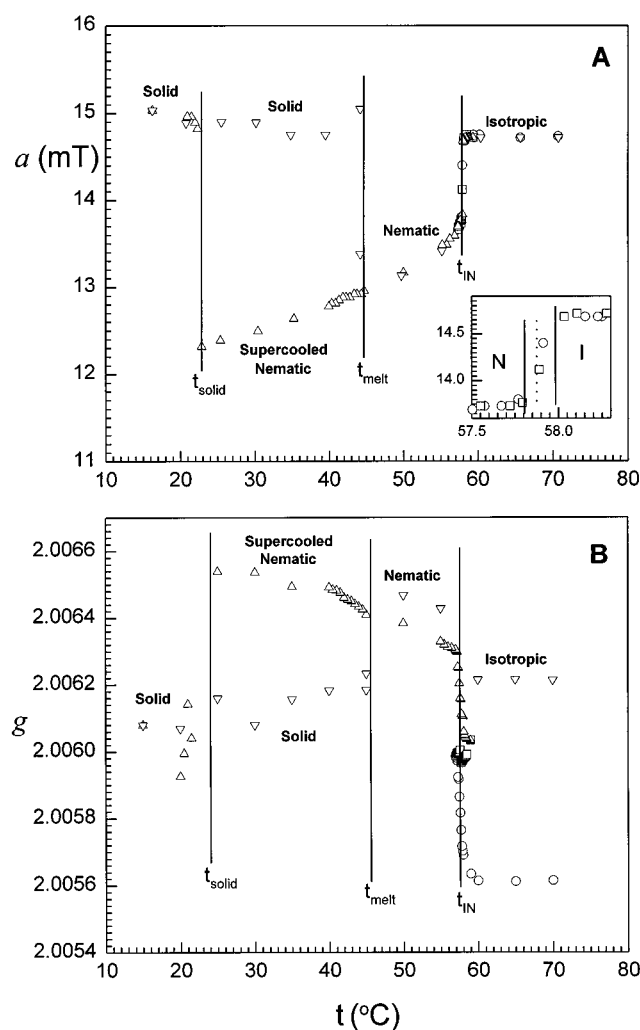 16
A
Solid
Solid
Isotropic
15
a (mT)
14
Nematic
13
t_IN
Supercooled
Nematic
12
t_solid
t_melt
11
10 20 30 40 50 60 70 80
14.5
N
I
14.0
57.5 58.0
B
Supercooled
Nematic
2.0066
Nematic
2.0064
Isotropic
2.0062
Solid
g
2.0060
Solid
2.0058
t_solid
t_melt
t_IN
2.0056
2.0054
10 20 30 40 50 60 70 80
t (°C)